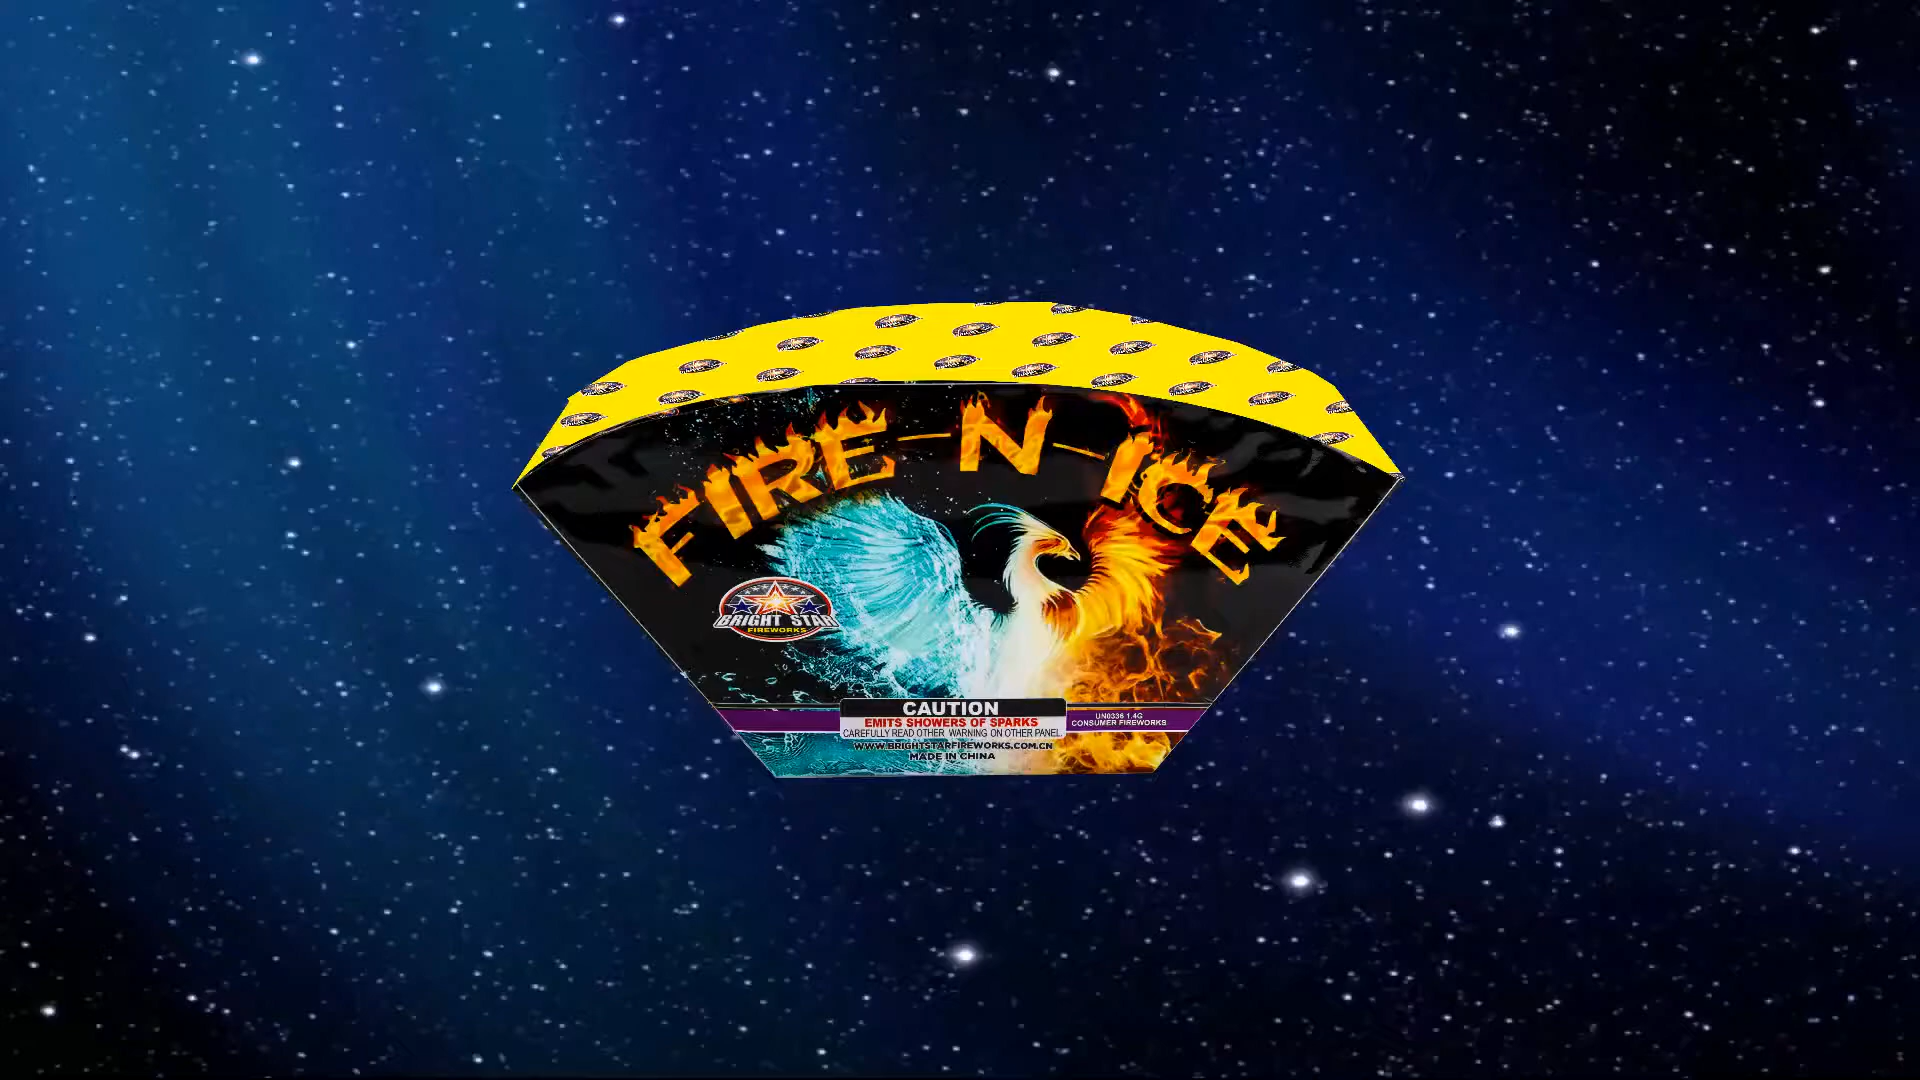 FIRE-N-ICE
BRIGHT STAR
FIREWORKS
CAUTION
EMITS SHOWERS OF SPARKS
CAREFULLY READ OTHER WARNING ON OTHER PANEL.
UN0336 1.4G
CONSUMER FIREWORKS
WWW.BRIGHTSTARFIREWORKS.COM.CN
MADE IN CHINA